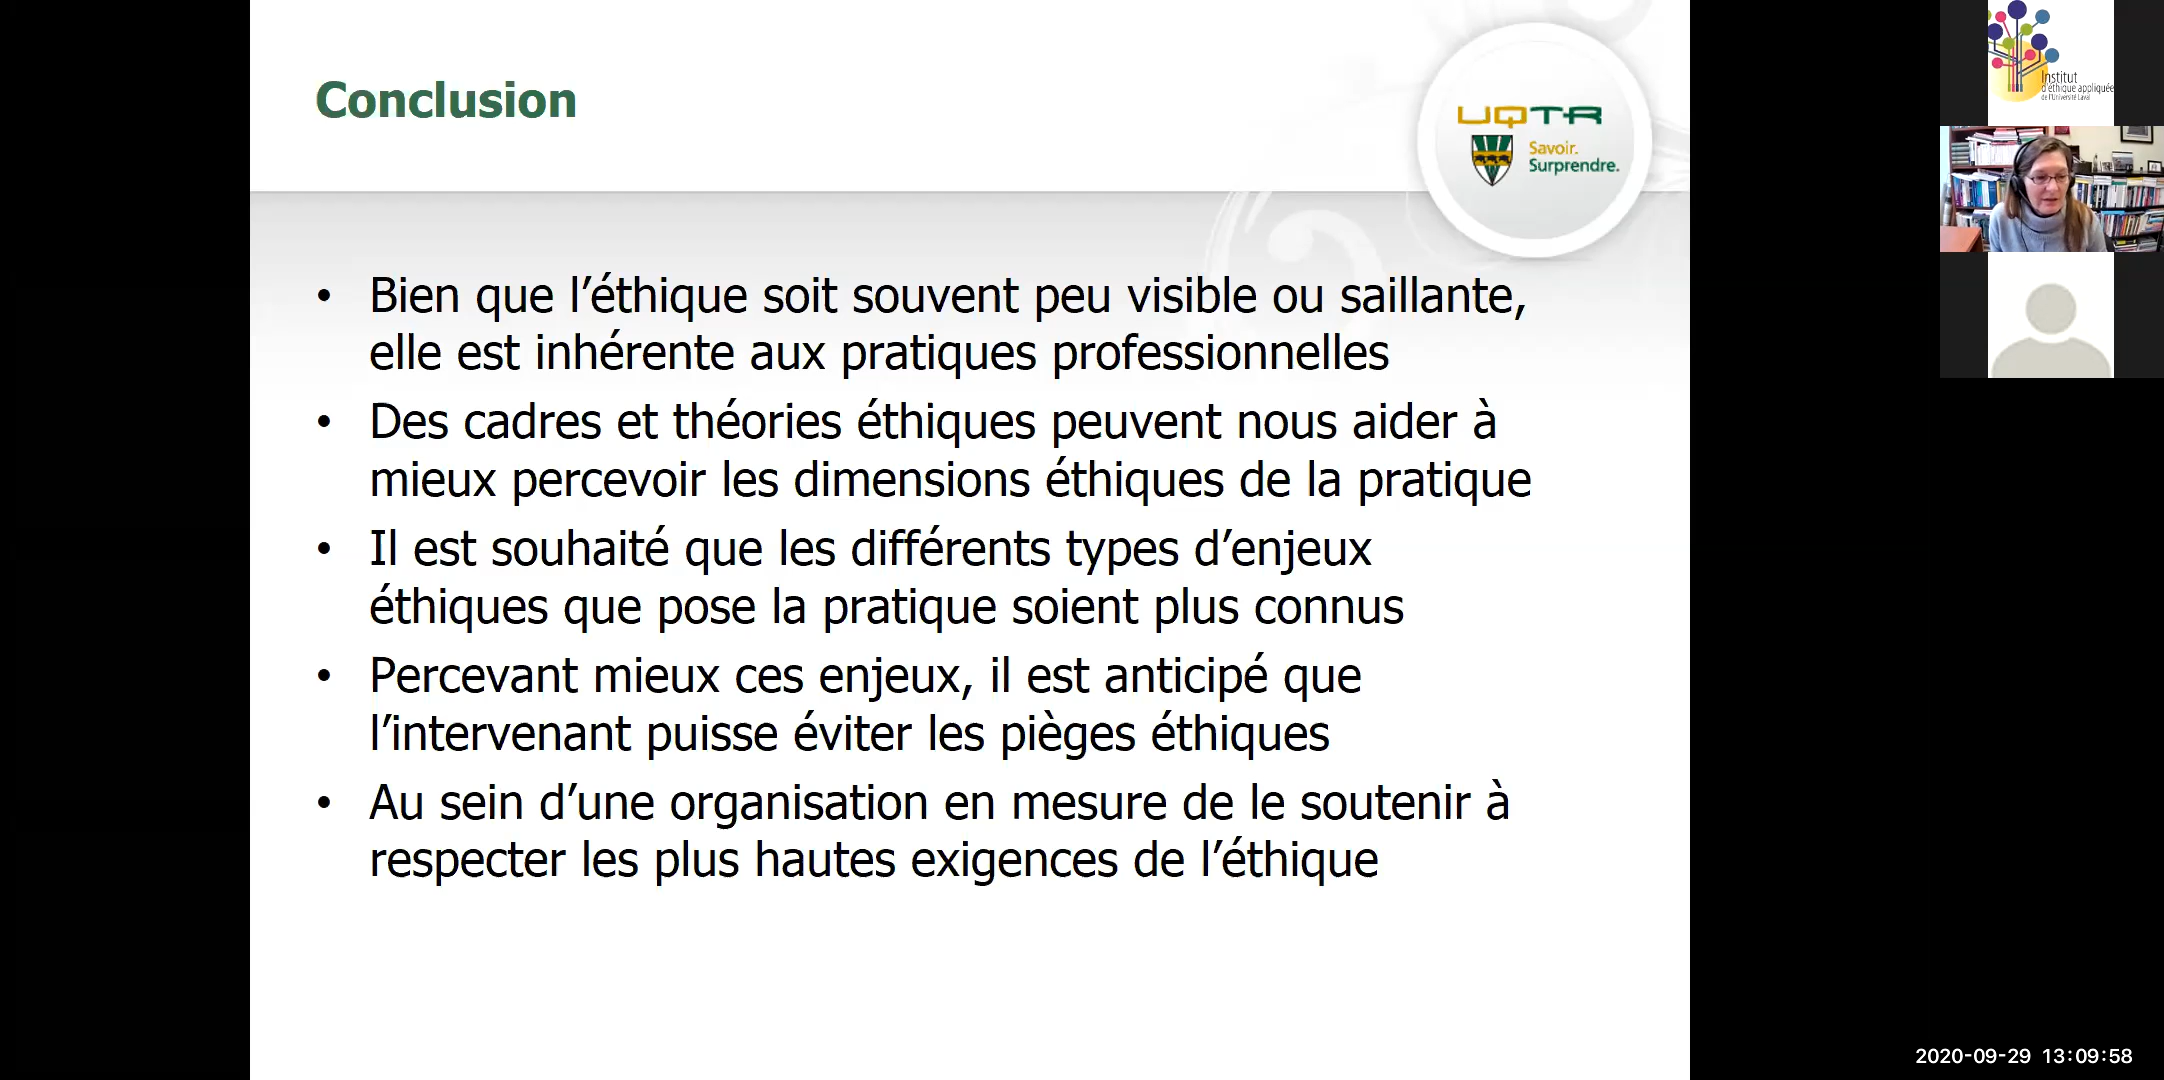 Conclusion
UQTR
Savoir.
Surprendre.
• Bien que l’éthique soit souvent peu visible ou saillante,
elle est inhérente aux pratiques professionnelles
• Des cadres et théories éthiques peuvent nous aider à
mieux percevoir les dimensions éthiques de la pratique
• Il est souhaité que les différents types d’enjeux
éthiques que pose la pratique soient plus connus
• Percevant mieux ces enjeux, il est anticipé que
l’intervenant puisse éviter les pièges éthiques
• Au sein d’une organisation en mesure de le soutenir à
respecter les plus hautes exigences de l’éthique
Institut
d’éthique appliquée
de l’Université Laval
2020-09-29 13:09:58